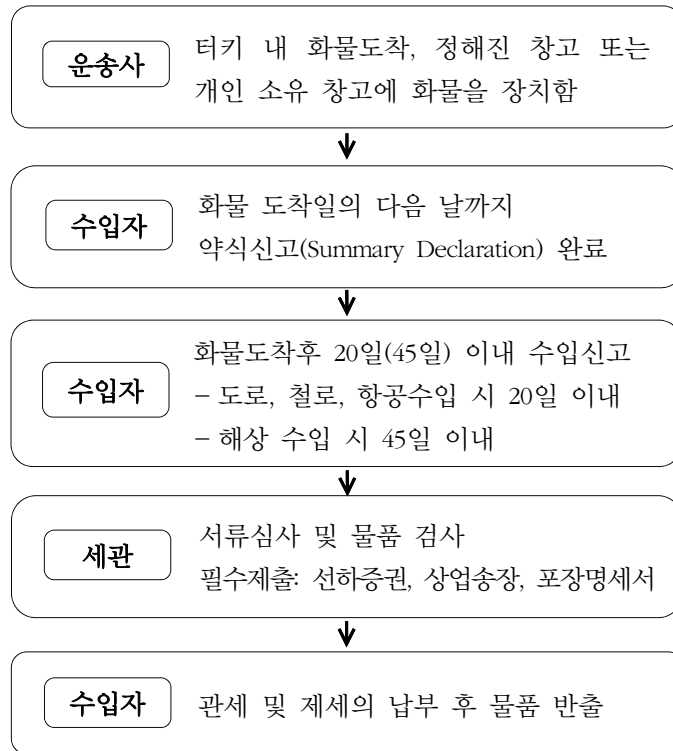 운송사
터키 내 화물도착, 정해진 창고 또는
개인 소유 창고에 화물을 장치함
수입자
화물 도착일의 다음 날까지
약식신고(Summary Declaration) 완료
수입자
화물도착후 20일(45일) 이내 수입신고
– 도로, 철로, 항공수입 시 20일 이내
– 해상 수입 시 45일 이내
세관
서류심사 및 물품 검사
필수제출: 선하증권, 상업송장, 포장명세서
수입자
관세 및 제세의 납부 후 물품 반출